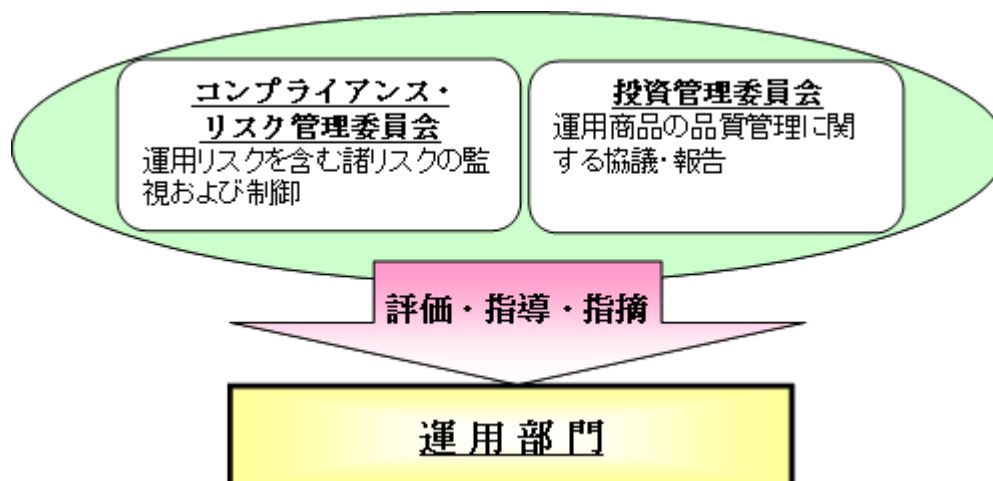 コンプライアンス・
リスク管理委員会
運用リスクを含む諸リスクの監
視および制御
投資管理委員会
運用商品の品質管理に関
する協議・報告
評価・指導・指摘
運用部門